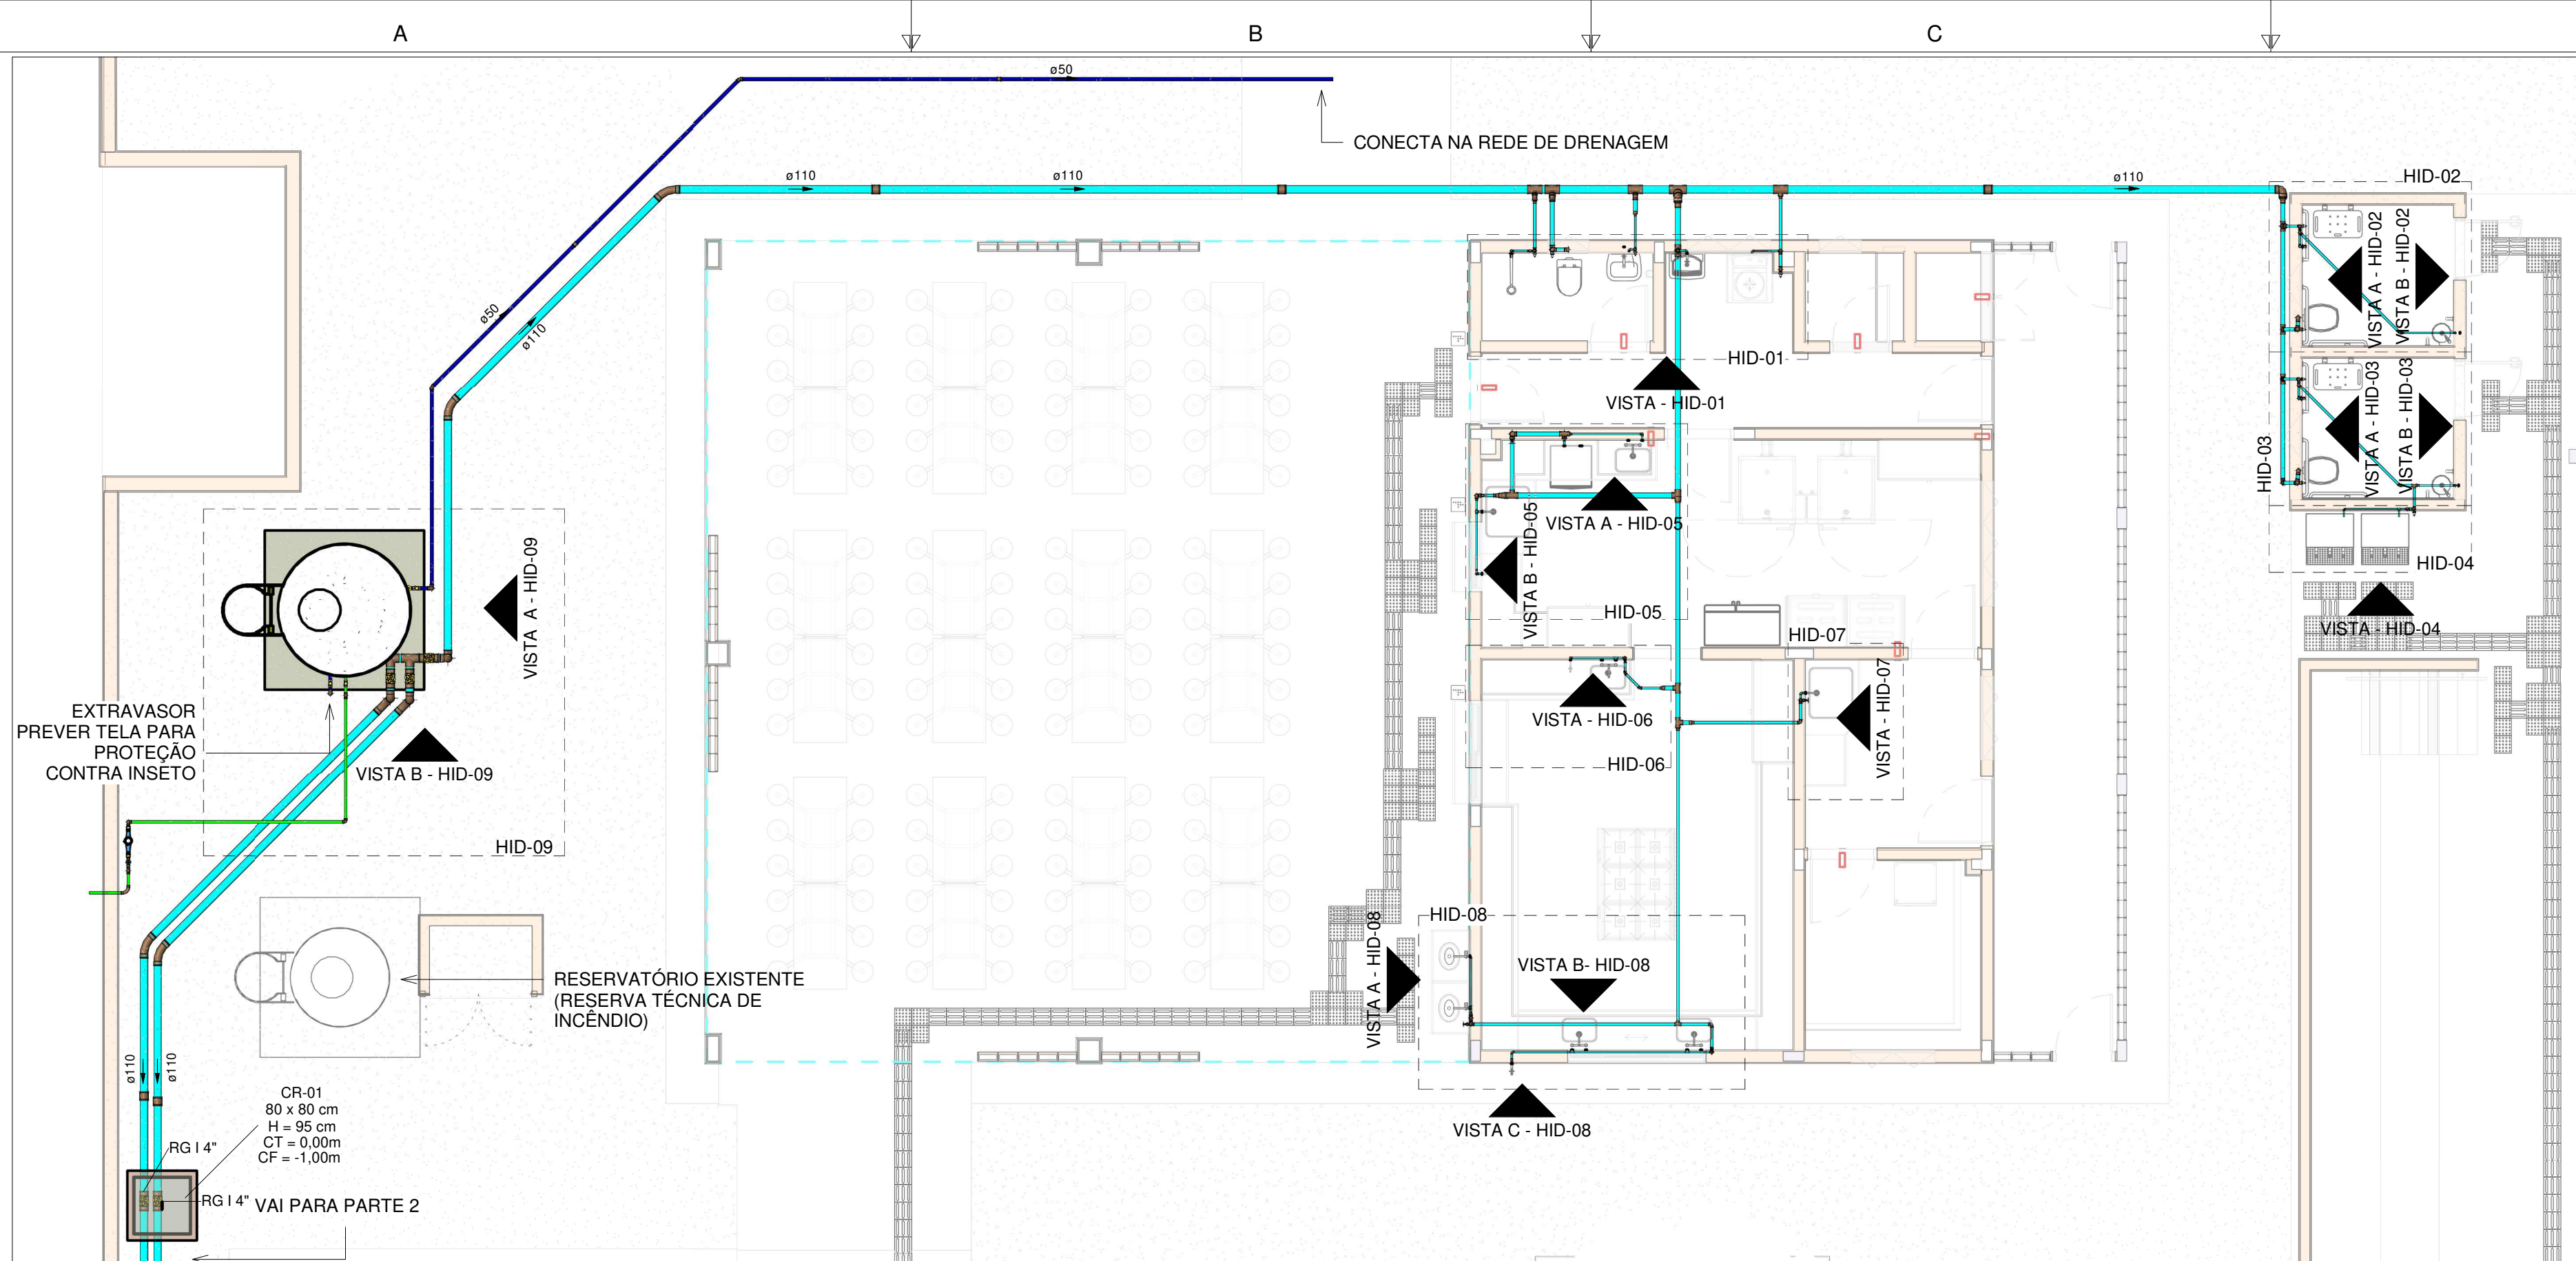 A
B
C
ø50
CONECTA NA REDE DE DRENAGEM
ø110
ø110
ø110
HID-02
VISTA A - HID-02
VISTA B - HID-02
ø50
ø110
HID-01
VISTA - HID-01
VISTA A - HID-03
VISTA B - HID-03
HID-03
VISTA A - HID-05
VISTA B - HID-05
HID-05
HID-04
VISTA - HID-04
VISTA A - HID-09
HID-07
VISTA - HID-07
VISTA - HID-06
HID-06
EXTRAVASOR
PREVER TELA PARA
PROTEÇÃO
CONTRA INSETO
VISTA B - HID-09
HID-09
HID-08
VISTA A - HID-08
VISTA B- HID-08
RESERVATÓRIO EXISTENTE
(RESERVA TÉCNICA DE
INCÊNDIO)
ø110
ø110
CR-01
80 x 80 cm
H = 95 cm
CT = 0,00m
CF = -1,00m
VISTA C - HID-08
RG I 4"
RG I 4"
VAI PARA PARTE 2